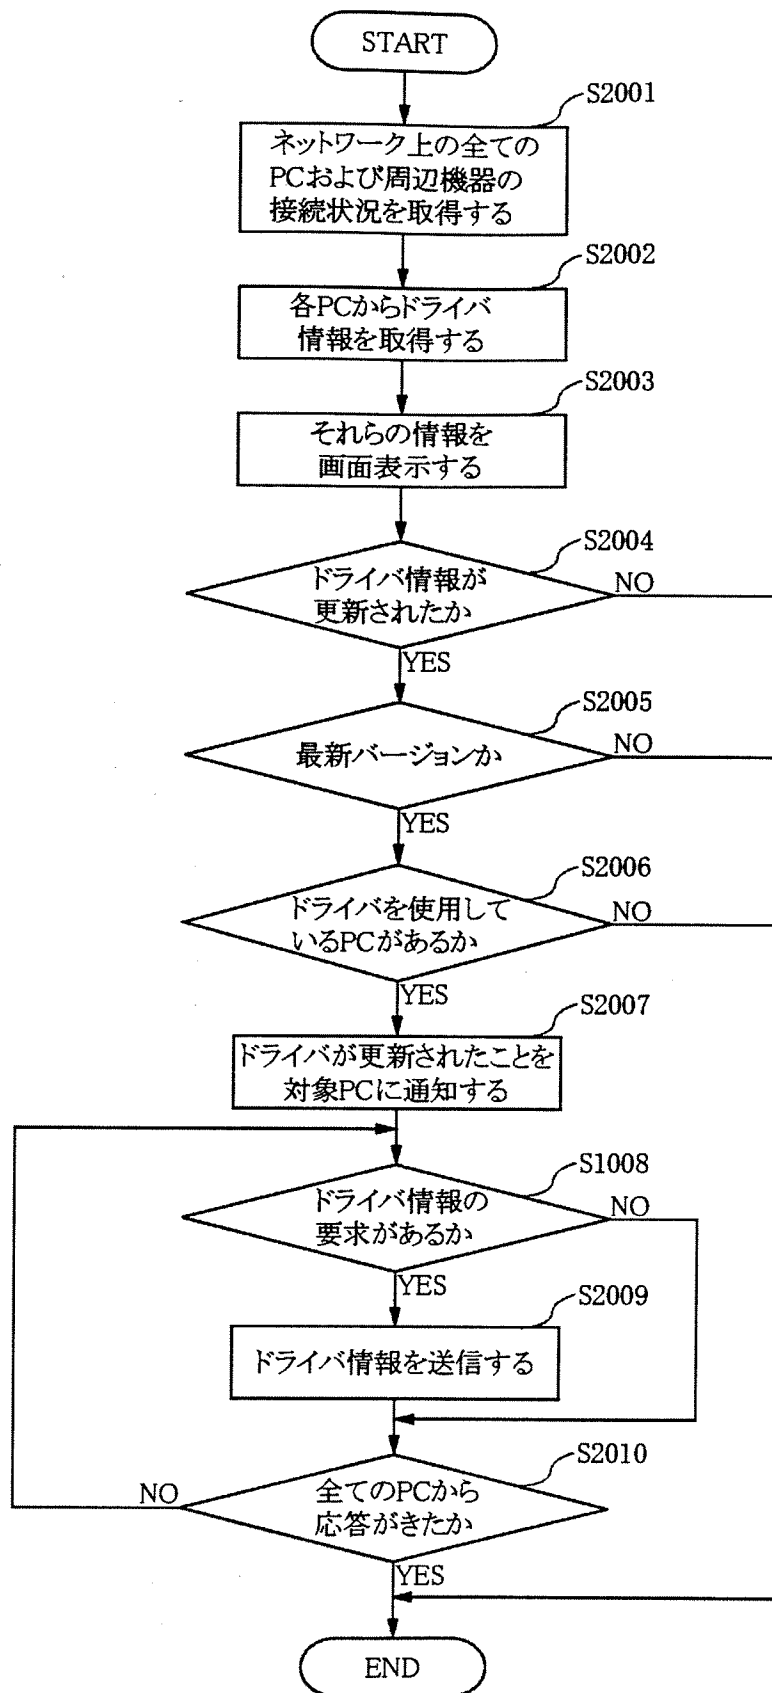 START
S2001
ネットワーク上の全ての
PCおよび周辺機器の
接続状況を取得する
S2002
各PCからドライバ
情報を取得する
S2003
それらの情報を
画面表示する
S2004
ドライバ情報が
更新されたか
NO
YES
S2005
最新バージョンか
NO
YES
S2006
ドライバを使用して
いるPCがあるか
NO
YES
S2007
ドライバが更新されたことを
対象PCに通知する
S1008
ドライバ情報の
要求があるか
NO
YES
S2009
ドライバ情報を送信する
S2010
全てのPCから
応答がきたか
NO
YES
END